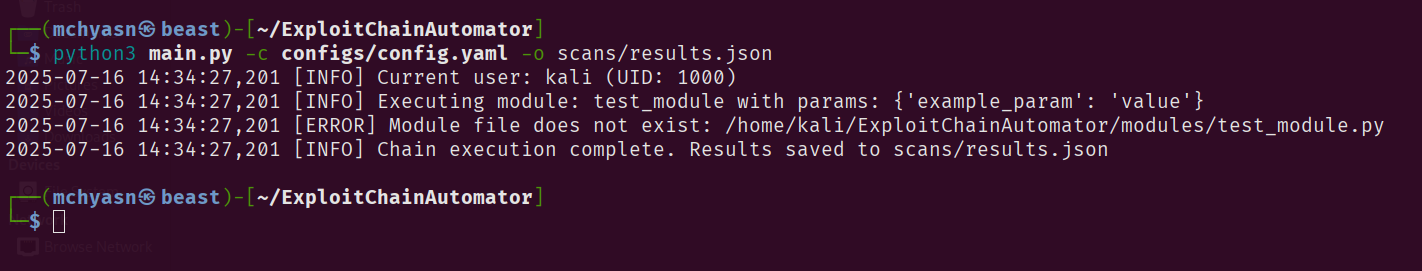 Trash
┌──(mchyasn㉿beast)-[~/ExploitChainAutomator]
└─$ python3 main.py -c configs/config.yaml -o scans/results.json
2025-07-16 14:34:27,201 [INFO] Current user: kali (UID: 1000)
2025-07-16 14:34:27,201 [INFO] Executing module: test_module with params: {'example_param': 'value'}
2025-07-16 14:34:27,201 [ERROR] Module file does not exist: /home/kali/ExploitChainAutomator/modules/test_module.py
2025-07-16 14:34:27,201 [INFO] Chain execution complete. Results saved to scans/results.json
Devices
┌──(mchyasn㉿beast)-[~/ExploitChainAutomator]
└─$
Browse Network